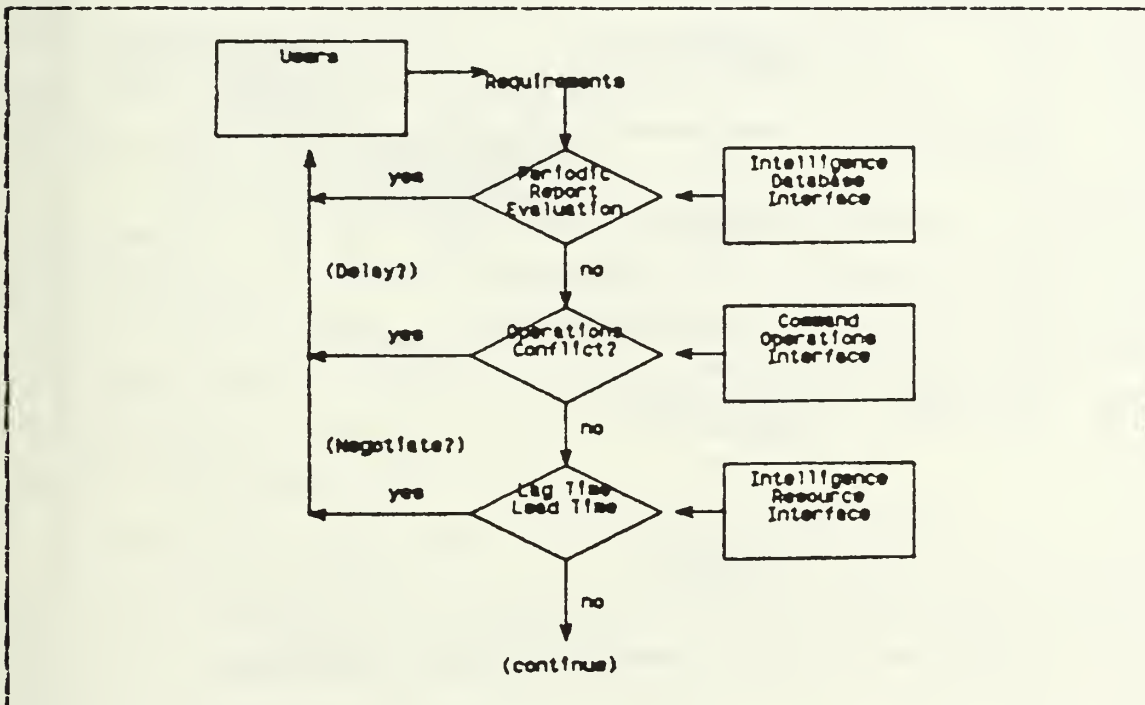 Users
Requirements
yes
Periodic
Report
Evaluation
Intelligence
Database
Interface
(Delay?)
no
yes
Operations
Conflict?
Command
Operations
Interface
(Negotiate?)
no
yes
Lag Time
Lead Time
Intelligence
Resource
Interface
no
(continue)